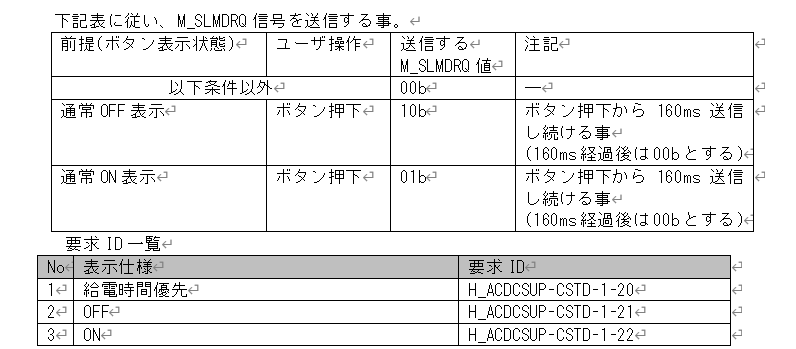 下記表に従い、M_SLMDRQ 信号を送信する事。
前提(ボタン表示状態) ユーザ操作 送信する 注記
M_SLMDRQ 値
以下条件以外 00b ―
通常 OFF 表示 ボタン押下 10b ボタン押下から 160ms 送信
し続ける事
(160ms 経過後は 00b とする)
通常 ON 表示 ボタン押下 01b ボタン押下から 160ms 送信
し続ける事
(160ms 経過後は 00b とする)
要求 ID 一覧
No 表示仕様 要求 ID
1 給電時間優先 H_ACDCSUP-CSTD-1-20
2 OFF H_ACDCSUP-CSTD-1-21
3 ON H_ACDCSUP-CSTD-1-22